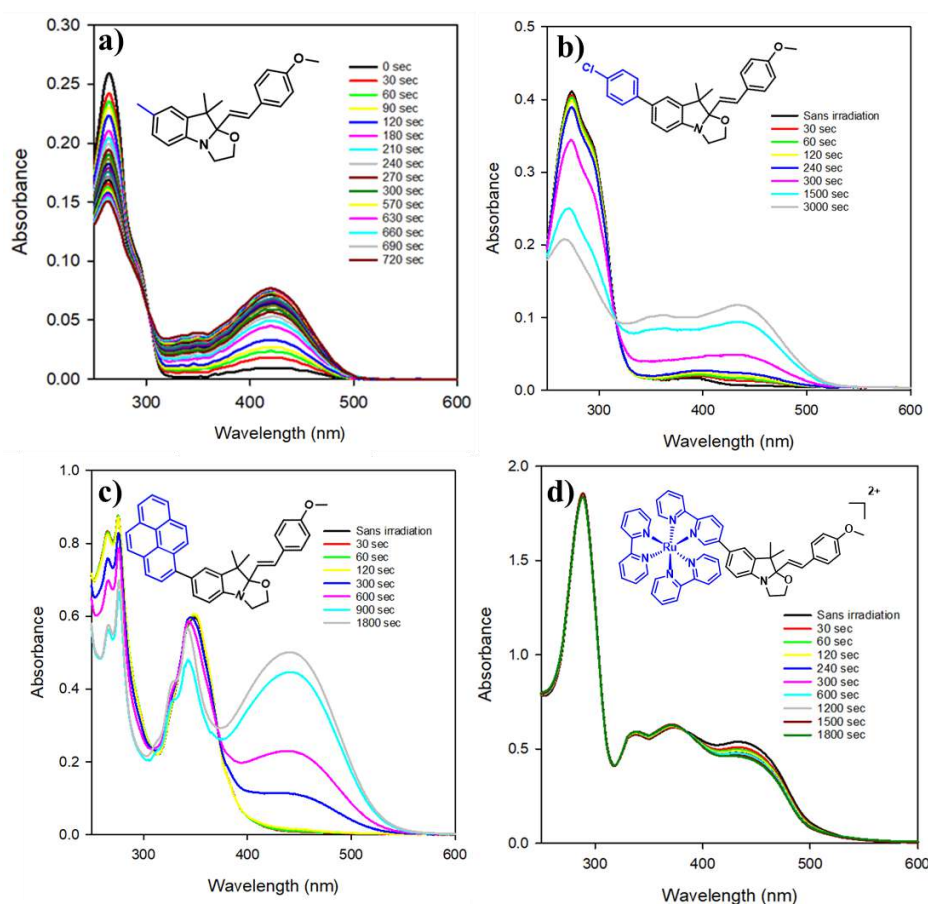 a)
Absorbance
0.30
0.25
0.20
0.15
0.10
0.05
0.00
300
400
500
600
Wavelength (nm)
O
N
O
0 sec
30 sec
60 sec
90 sec
120 sec
180 sec
210 sec
240 sec
270 sec
300 sec
570 sec
630 sec
660 sec
690 sec
720 sec
b)
Absorbance
0.5
0.4
0.3
0.2
0.1
0.0
300
400
500
600
Wavelength (nm)
Cl
O
N
O
Sans irradiation
30 sec
60 sec
120 sec
240 sec
300 sec
1500 sec
3000 sec
c)
Absorbance
1.0
0.8
0.6
0.4
0.2
0.0
300
400
500
600
Wavelength (nm)
O
N
O
Sans irradiation
30 sec
60 sec
120 sec
300 sec
600 sec
900 sec
1800 sec
d)
Absorbance
2.0
1.5
1.0
0.5
0.0
300
400
500
600
Wavelength (nm)
2+
N
N
N
Ru
N
N
N
O
N
O
Sans irradiation
30 sec
60 sec
120 sec
240 sec
300 sec
600 sec
1200 sec
1500 sec
1800 sec